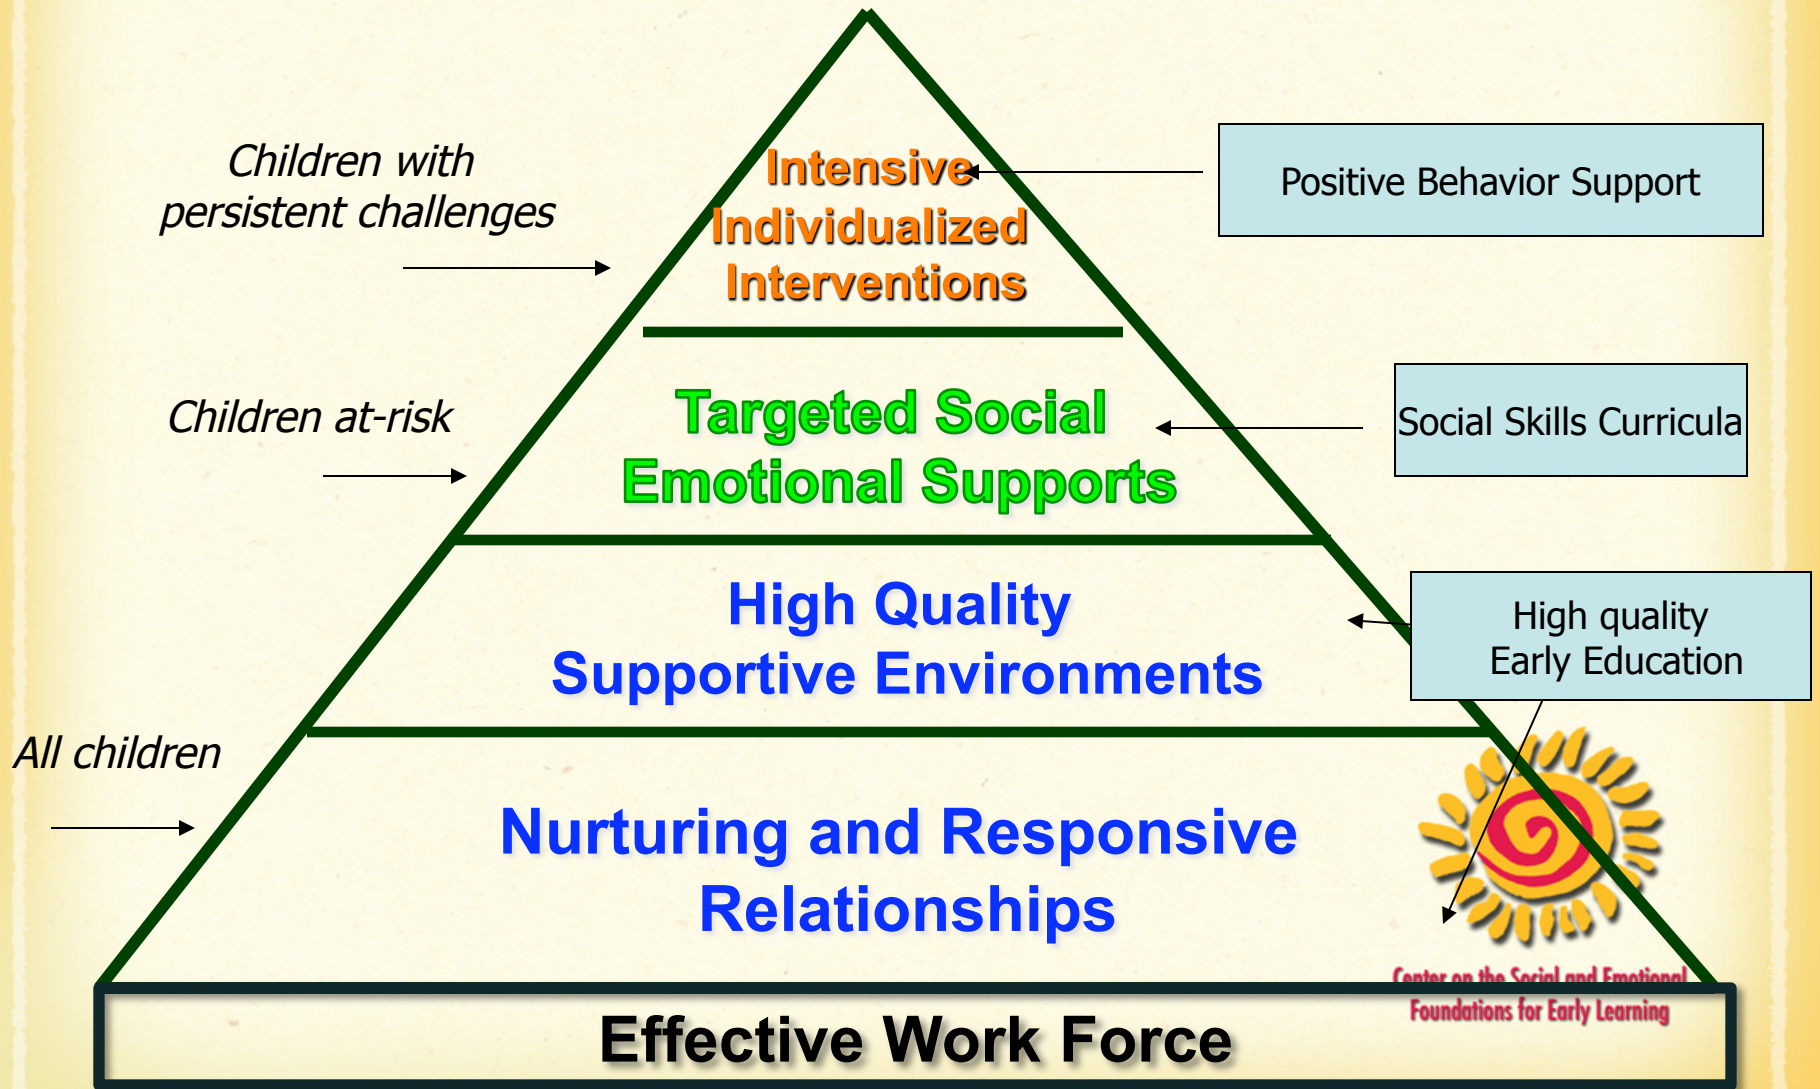 Children with
persistent challenges
Intensive
Individualized
Interventions
Positive Behavior Support
Children at-risk
Targeted Social
Emotional Supports
Social Skills Curricula
High Quality
Supportive Environments
High quality
Early Education
All children
Nurturing and Responsive
Relationships
Center on the Social and Emotional
Foundations for Early Learning
Effective Work Force